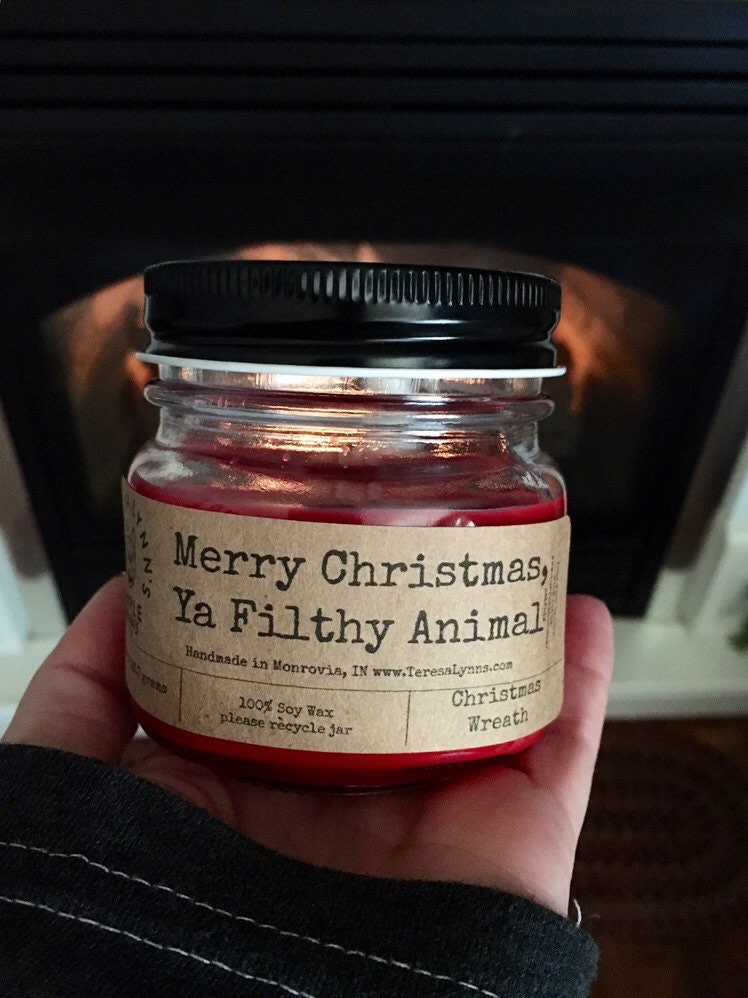 Merry Christmas,
Ya Filthy Animal
Handmade in Monrovia, IN www.TeresaLynns.com
grams
100% Soy Wax
please recycle jar
Christmas
Wreath